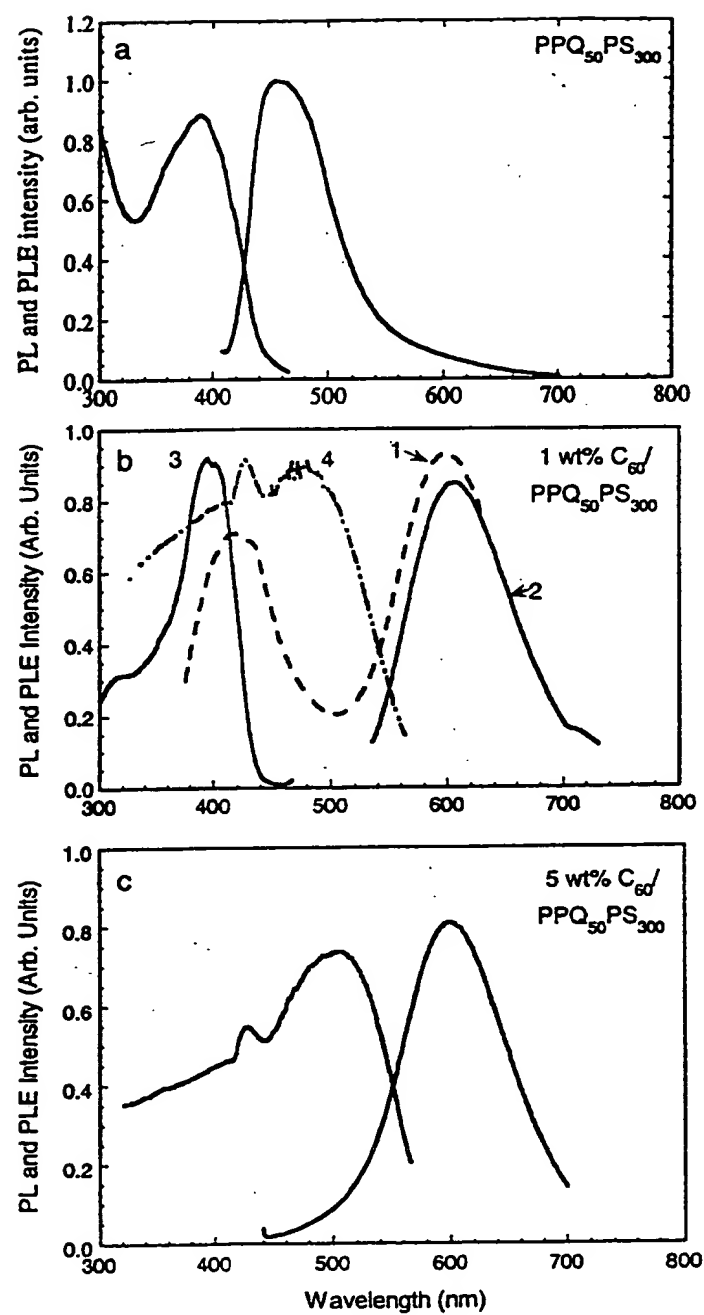 a
PPQ50PS300
PL and PLE intensity (arb. units)
1.2
1.0
0.8
0.6
0.4
0.2
0.0
300 400 500 600 700 800
b
3
4
1
2
1 wt% C60/
PPQ50PS300
PL and PLE Intensity (Arb. Units)
1.0
0.8
0.6
0.4
0.2
0.0
300 400 500 600 700 800
c
5 wt% C60/
PPQ50PS300
PL and PLE Intensity (Arb. Units)
1.0
0.8
0.6
0.4
0.2
0.0
300 400 500 600 700 800
Wavelength (nm)